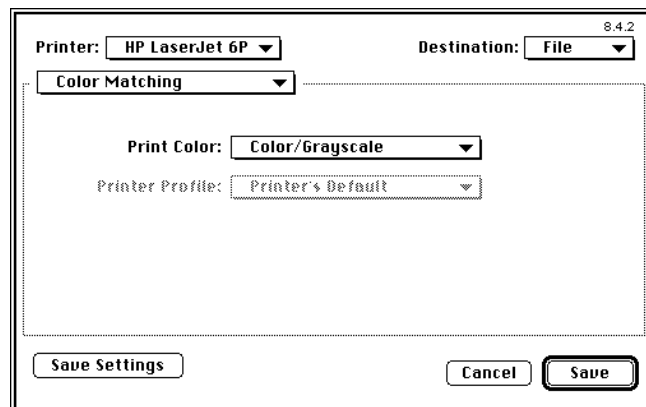 8.4.2
Printer: HP LaserJet 6P Destination: File
Color Matching
Print Color: Color/Grayscale
Printer Profile: Printer's Default
Save Settings
Cancel Save